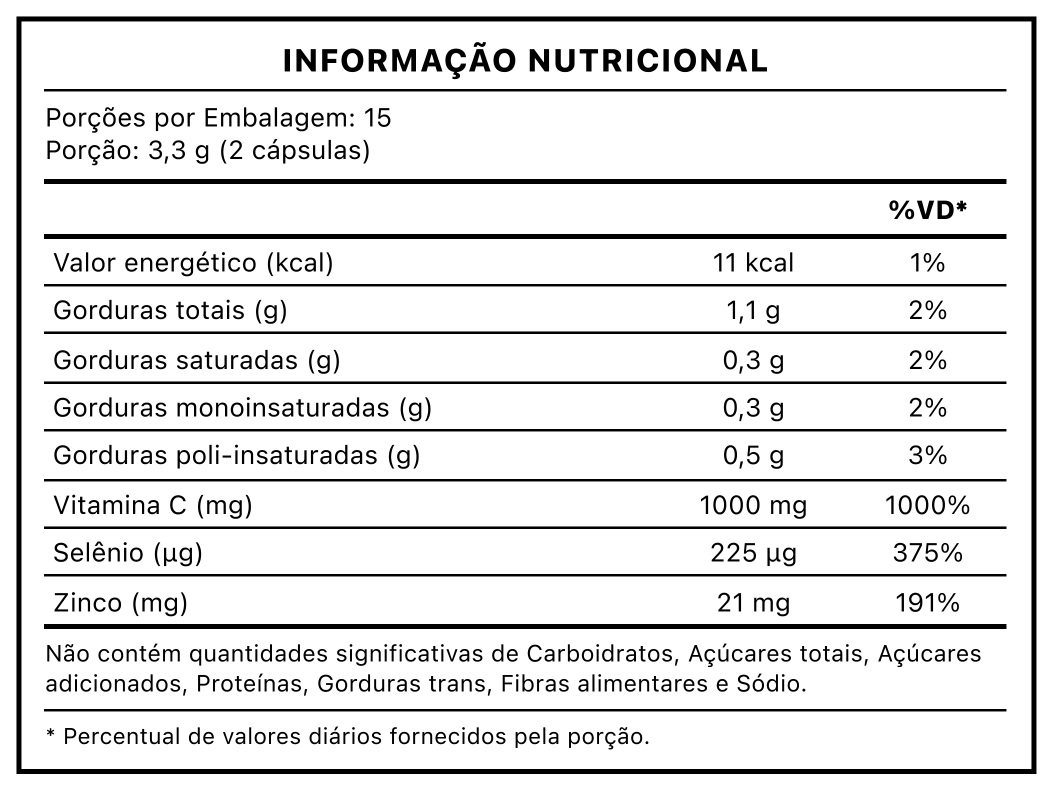 INFORMAÇÃO NUTRICIONAL
Porções por Embalagem: 15
Porção: 3,3 g (2 cápsulas)
%VD*
Valor energético (kcal) 11 kcal 1%
Gorduras totais (g) 1,1 g 2%
Gorduras saturadas (g) 0,3 g 2%
Gorduras monoinsaturadas (g) 0,3 g 2%
Gorduras poli-insaturadas (g) 0,5 g 3%
Vitamina C (mg) 1000 mg 1000%
Selênio (µg) 225 µg 375%
Zinco (mg) 21 mg 191%
Não contém quantidades significativas de Carboidratos, Açúcares totais, Açúcares
adicionados, Proteínas, Gorduras trans, Fibras alimentares e Sódio.
* Percentual de valores diários fornecidos pela porção.